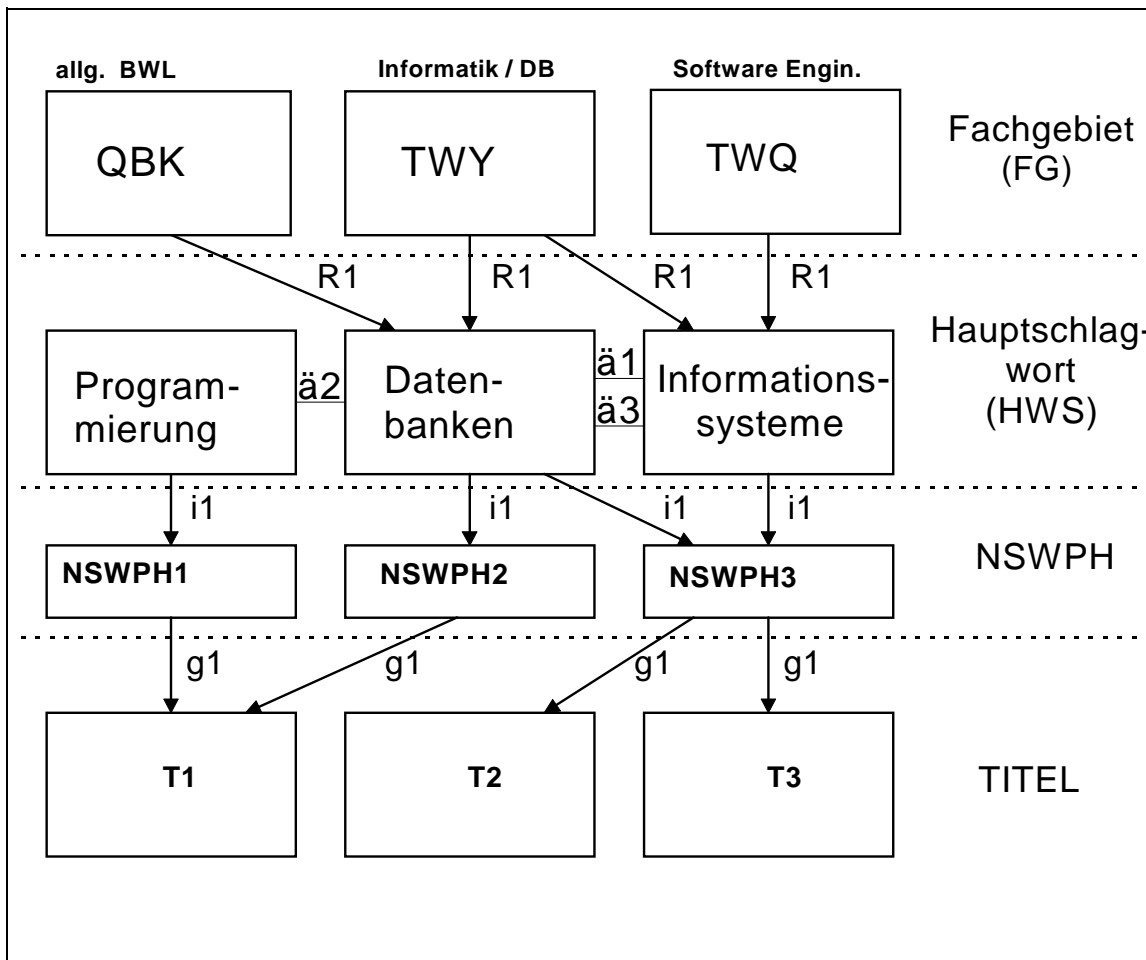 allg. BWL
Informatik / DB
Software Engin.
QBK
TWY
TWQ
Fachgebiet
(FG)
R1
R1
R1
R1
Program-
mierung
ä2
Daten-
banken
ä1
ä3
Informations-
systeme
Hauptschlag-
wort
(HWS)
i1
i1
i1
i1
NSWPH1
NSWPH2
NSWPH3
NSWPH
g1
g1
g1
g1
T1
T2
T3
TITEL